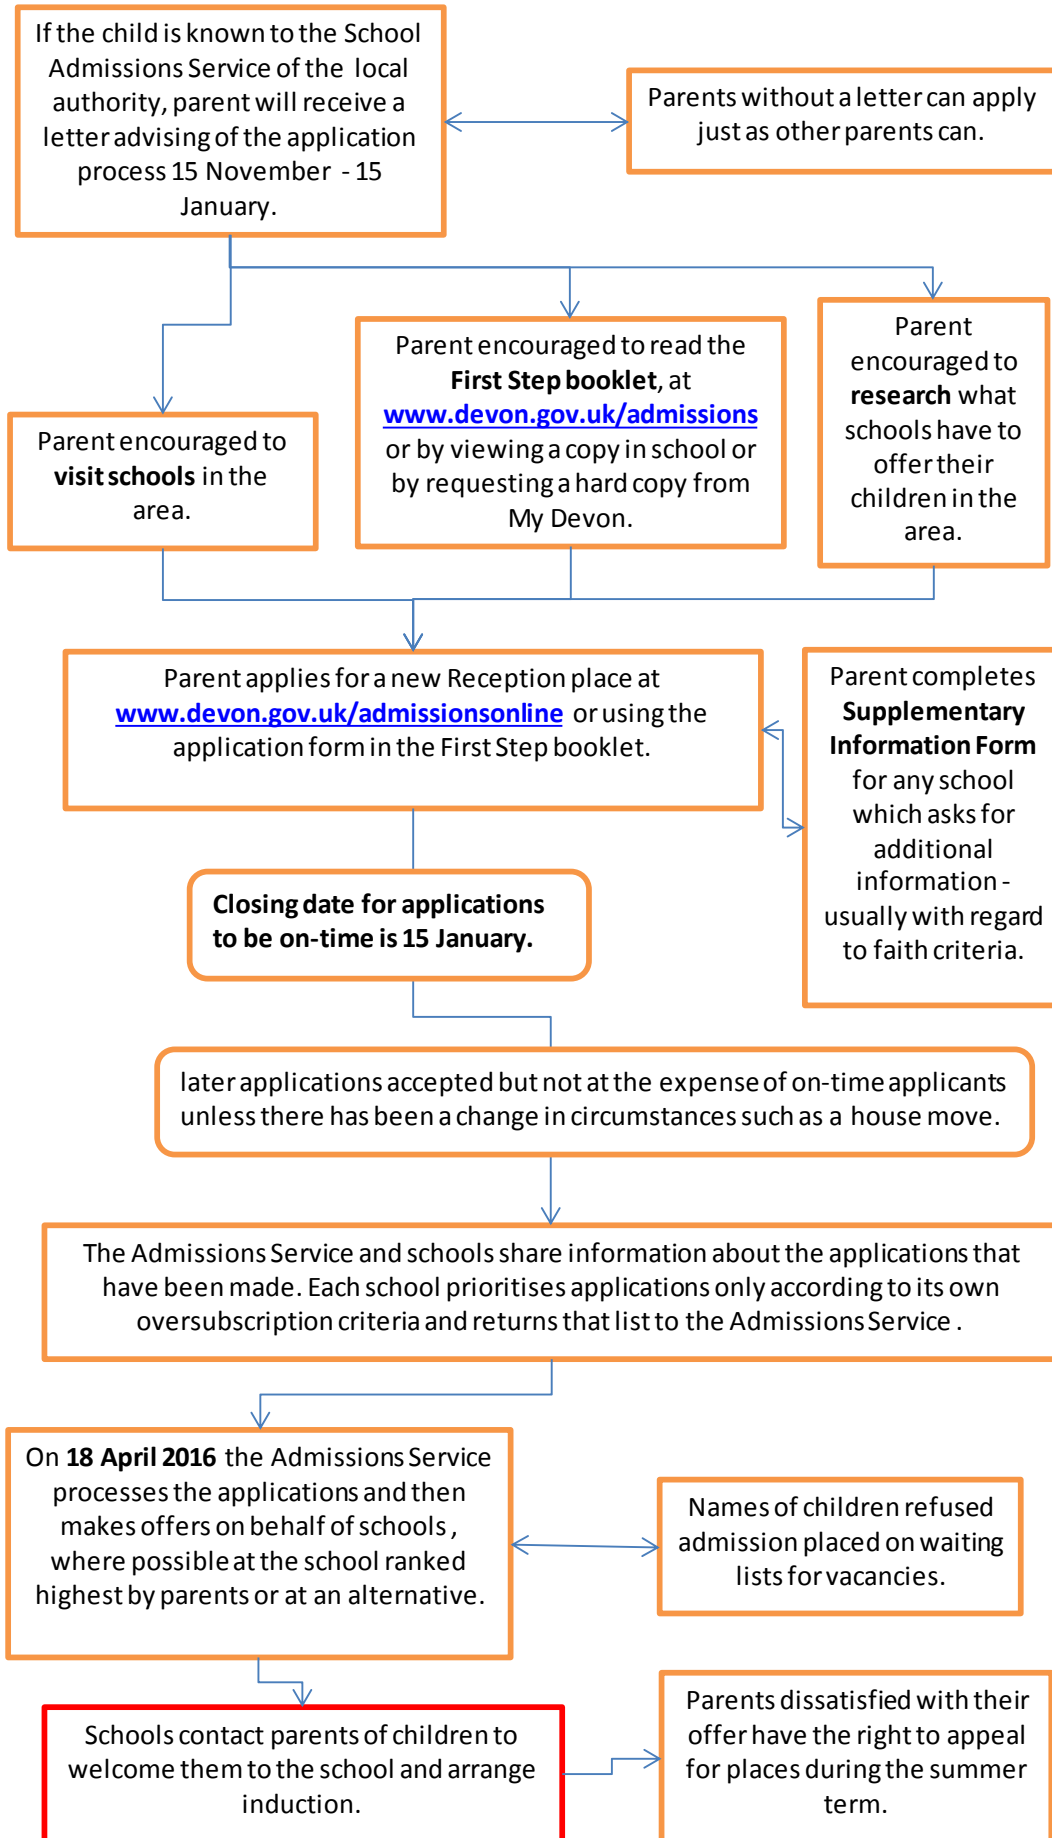 If the child is known to the School
Admissions Service of the local
authority, parent will receive a
letter advising of the application
process 15 November - 15
January.
Parents without a letter can apply
just as other parents can.
Parent encouraged to
visit schools in the
area.
Parent encouraged to read the
First Step booklet, at
www.devon.gov.uk/admissions
or by viewing a copy in school or
by requesting a hard copy from
My Devon.
Parent
encouraged to
research what
schools have to
offer their
children in the
area.
Parent applies for a new Reception place at
www.devon.gov.uk/admissionsonline or using the
application form in the First Step booklet.
Parent completes
Supplementary
Information Form
for any school
which asks for
additional
information -
usually with regard
to faith criteria.
Closing date for applications
to be on-time is 15 January.
later applications accepted but not at the expense of on-time applicants
unless there has been a change in circumstances such as a house move.
The Admissions Service and schools share information about the applications that
have been made. Each school prioritises applications only according to its own
oversubscription criteria and returns that list to the Admissions Service .
On 18 April 2016 the Admissions Service
processes the applications and then
makes offers on behalf of schools ,
where possible at the school ranked
highest by parents or at an alternative.
Names of children refused
admission placed on waiting
lists for vacancies.
Schools contact parents of children to
welcome them to the school and arrange
induction.
Parents dissatisfied with their
offer have the right to appeal
for places during the summer
term.